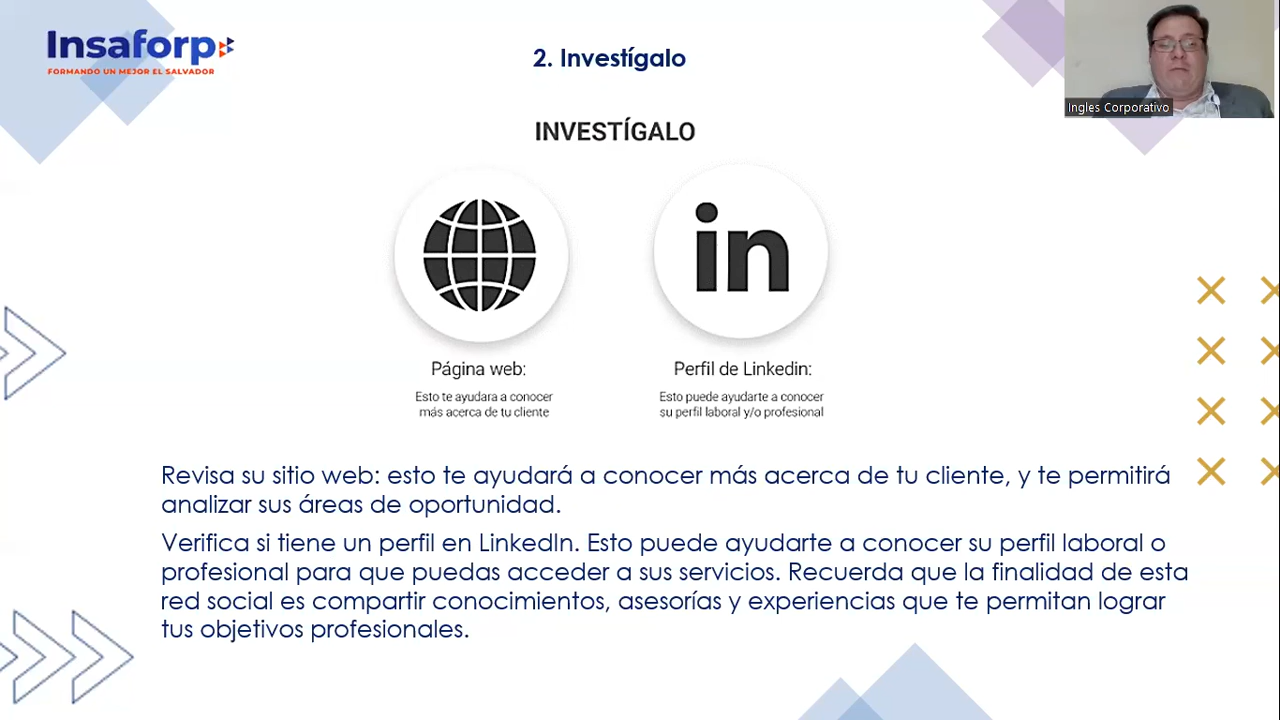 Insaforp
FORMANDO UN MEJOR EL SALVADOR
2. Investígalo
Ingles Corporativo
INVESTÍGALO
in
Página web:
Esto te ayudara a conocer
más acerca de tu cliente
Perfil de Linkedin:
Esto puede ayudarte a conocer
su perfil laboral y/o profesional
Revisa su sitio web: esto te ayudará a conocer más acerca de tu cliente, y te permitirá
analizar sus áreas de oportunidad.
Verifica si tiene un perfil en LinkedIn. Esto puede ayudarte a conocer su perfil laboral o
profesional para que puedas acceder a sus servicios. Recuerda que la finalidad de esta
red social es compartir conocimientos, asesorías y experiencias que te permitan lograr
tus objetivos profesionales.